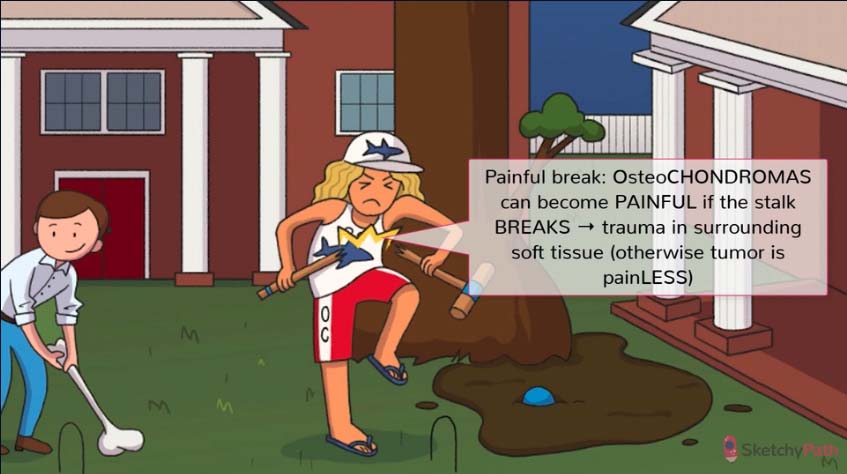 Painful break: OsteoCHONDROMAS
can become PAINFUL if the stalk
BREAKS → trauma in surrounding
soft tissue (otherwise tumor is
painLESS)
OC
SketchyPath